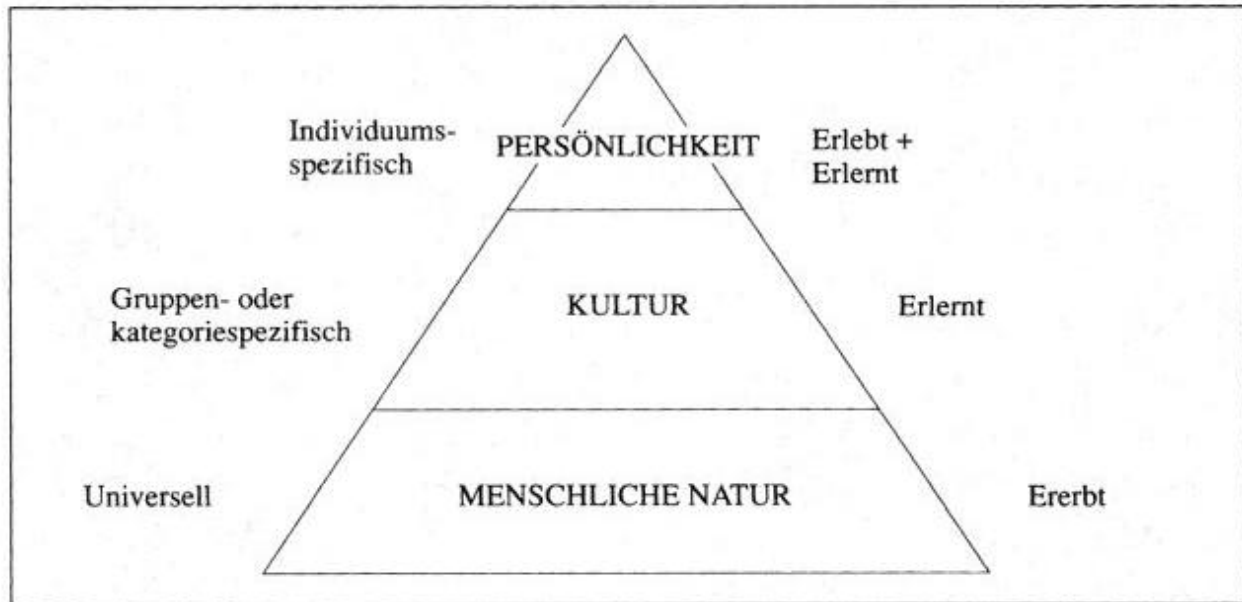 Individuums-
spezifisch
PERSÖNLICHKEIT
Erlebt +
Erlernt
Gruppen- oder
kategoriespezifisch
KULTUR
Erlernt
Universell
MENSCHLICHE NATUR
Ererbt